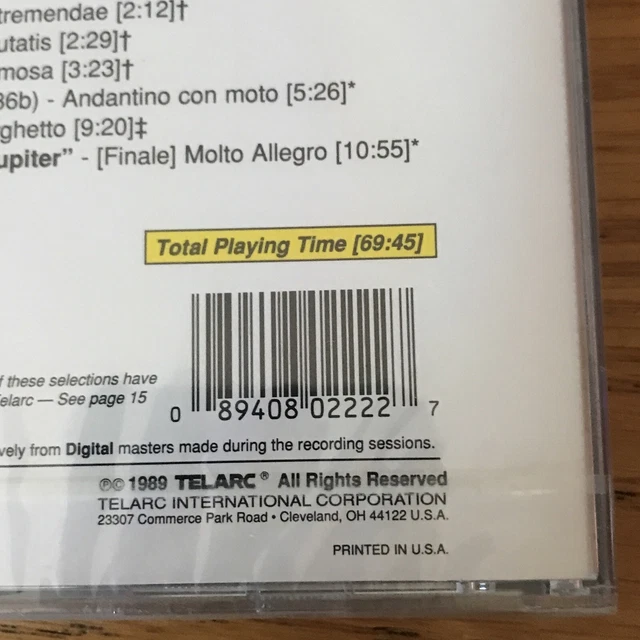 tremendae [2:12]†
utatis [2:29]†
mosa [3:23]†
36b) - Andantino con moto [5:26]*
ghetto [9:20]‡
upiter” - [Finale] Molto Allegro [10:55]*
Total Playing Time [69:45]
f these selections have
elarc — See page 15
0 89408 02222 7
vely from Digital masters made during the recording sessions.
℗© 1989 TELARC® All Rights Reserved
TELARC INTERNATIONAL CORPORATION
23307 Commerce Park Road • Cleveland, OH 44122 U.S.A.
PRINTED IN U.S.A.